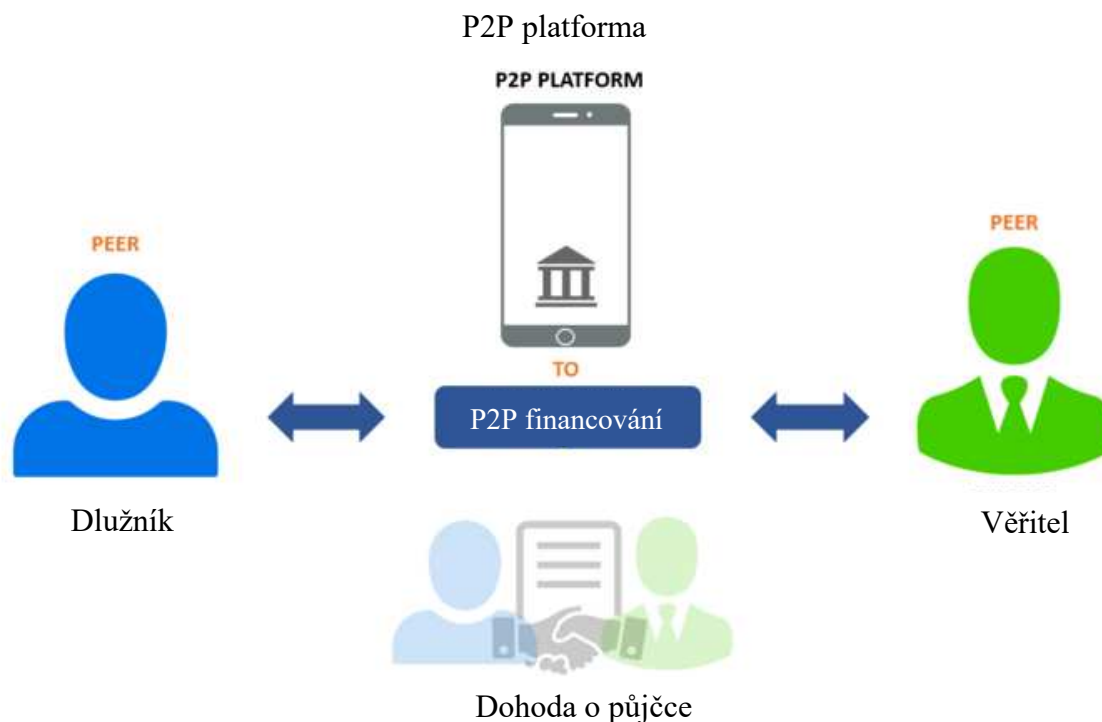 P2P platforma
P2P PLATFORM
PEER
PEER
TO
P2P financování
Dlužník
Věřitel
Dohoda o půjčce